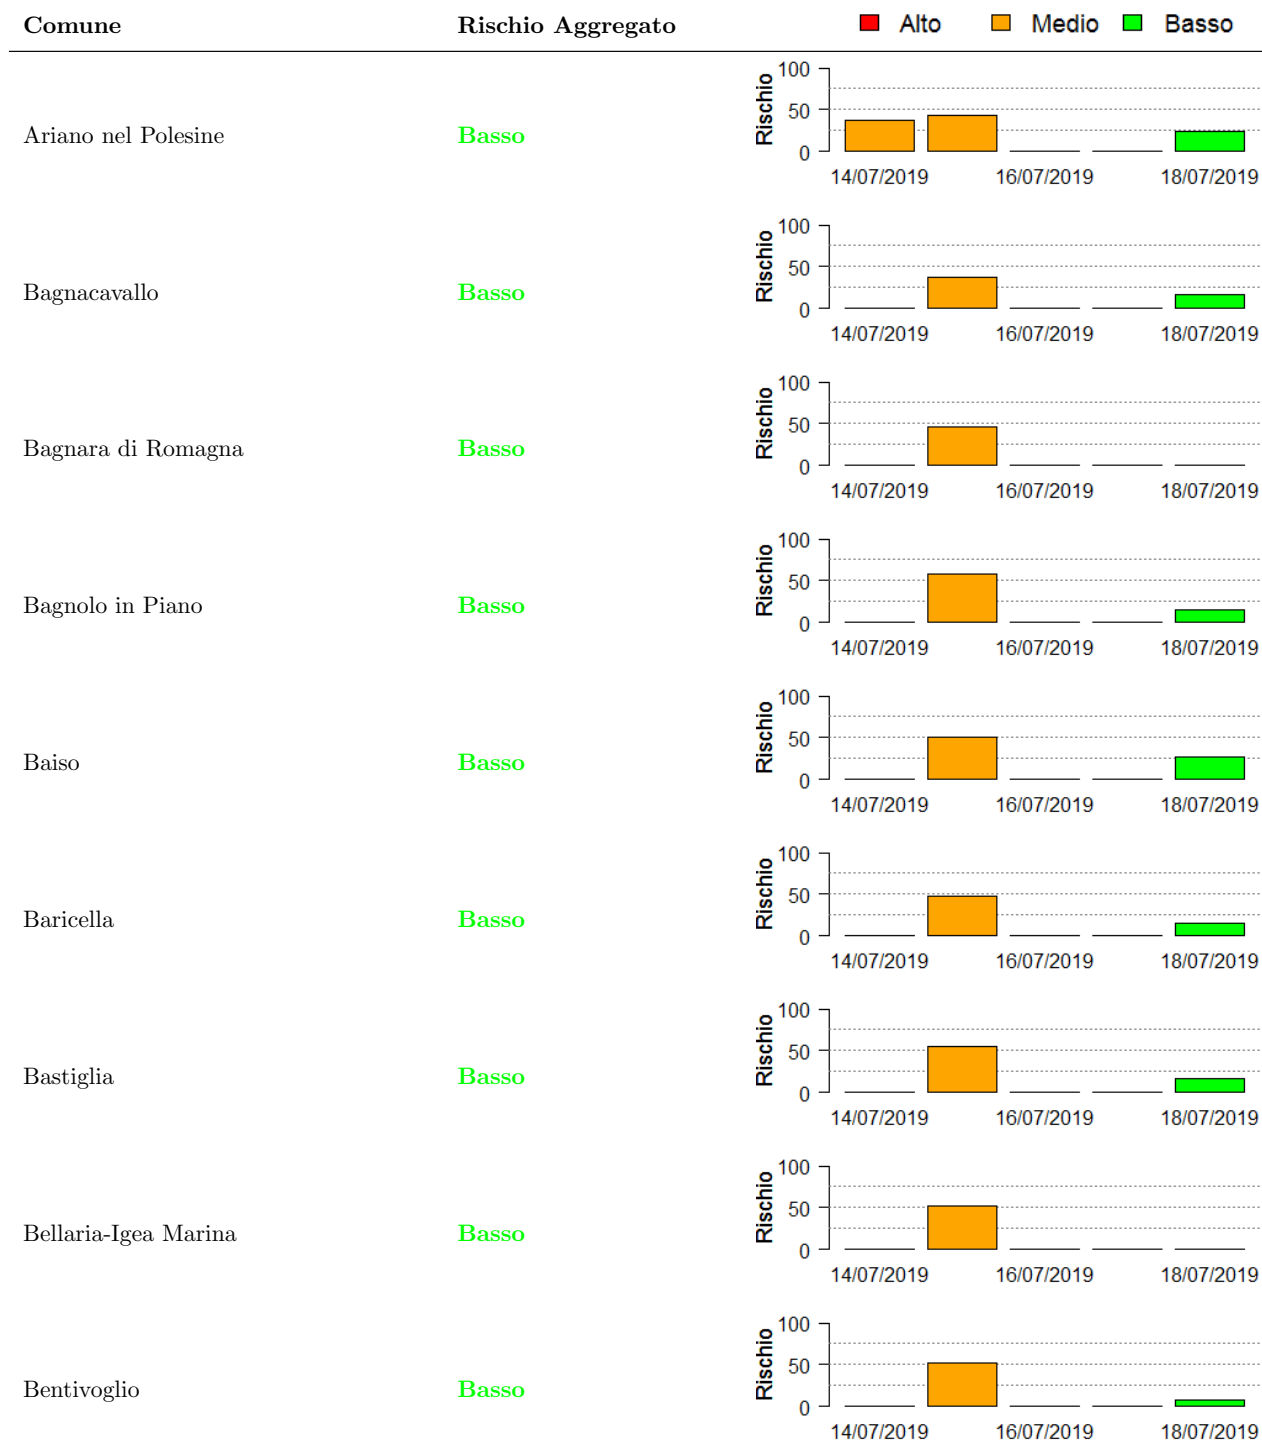 Comune Rischio Aggregato Alto Medio Basso
Ariano nel Polesine Basso Rischio 100 50 0
14/07/2019 16/07/2019 18/07/2019
Bagnacavallo Basso Rischio 100 50 0
14/07/2019 16/07/2019 18/07/2019
Bagnara di Romagna Basso Rischio 100 50 0
14/07/2019 16/07/2019 18/07/2019
Bagnolo in Piano Basso Rischio 100 50 0
14/07/2019 16/07/2019 18/07/2019
Baiso Basso Rischio 100 50 0
14/07/2019 16/07/2019 18/07/2019
Baricella Basso Rischio 100 50 0
14/07/2019 16/07/2019 18/07/2019
Bastiglia Basso Rischio 100 50 0
14/07/2019 16/07/2019 18/07/2019
Bellaria-Igea Marina Basso Rischio 100 50 0
14/07/2019 16/07/2019 18/07/2019
Bentivoglio Basso Rischio 100 50 0
14/07/2019 16/07/2019 18/07/2019